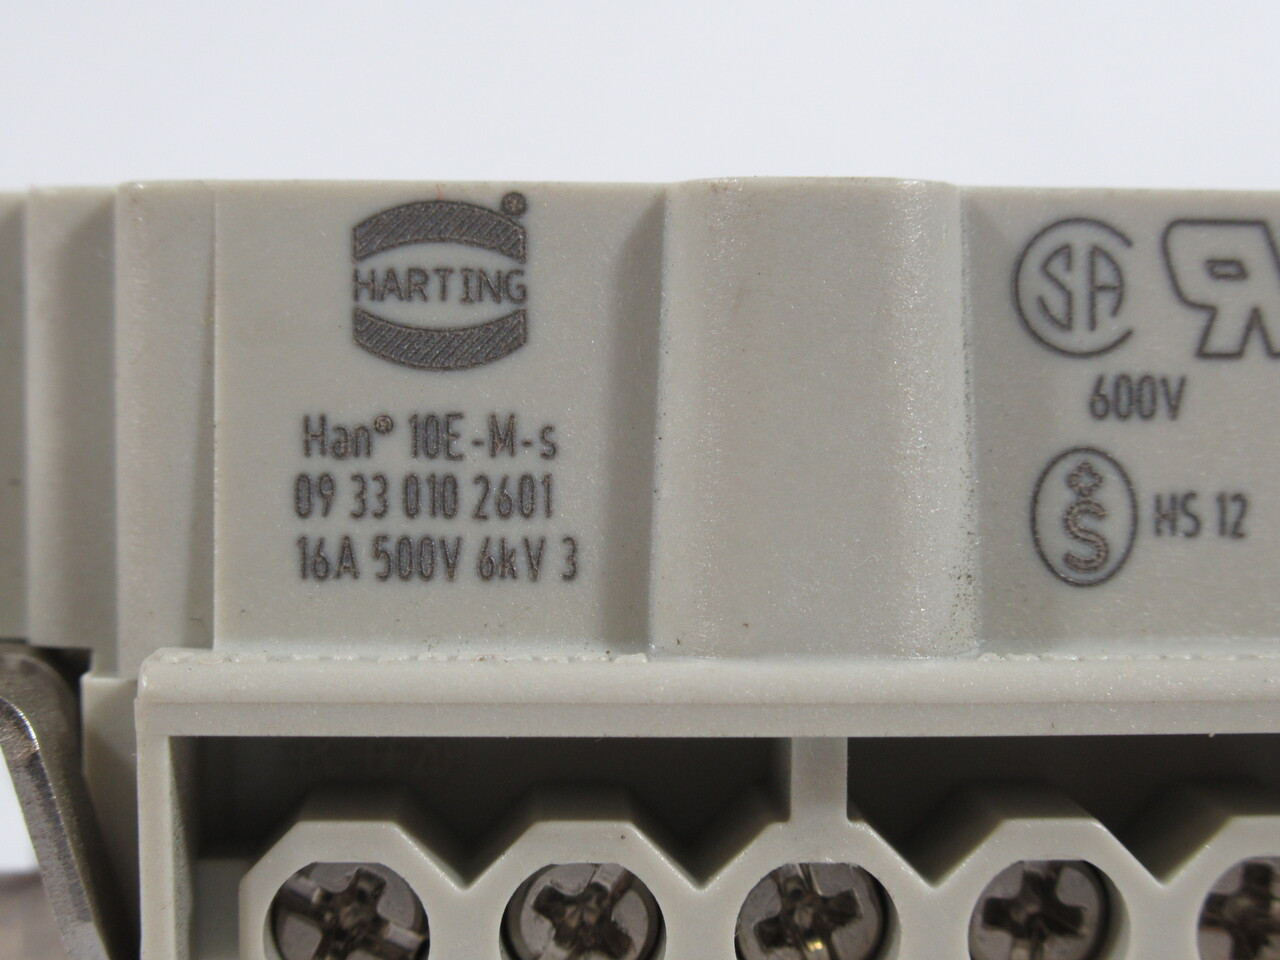 HARTING
Han® 10E-M-s
09 33 010 2601
16A 500V 6kV 3
SA
R
600V
S HS 12